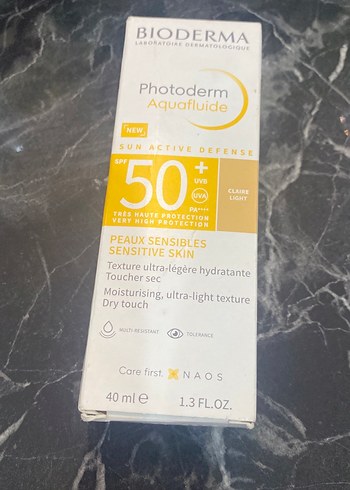 BIODERMA
LABORATOIRE DERMATOLOGIQUE
Photoderm
Aquafluide
NEW
SUN ACTIVE DEFENSE
SPF 50+
UVB
UVA
PA++++
CLAIRE
LIGHT
TRÈS HAUTE PROTECTION
VERY HIGH PROTECTION
PEAUX SENSIBLES
SENSITIVE SKIN
Texture ultra-légère hydratante
Toucher sec
Moisturising, ultra-light texture
Dry touch
MULTI-RESISTANT
TOLERANCE
Care first. NAOS
40 ml e 1.3 FL.OZ.